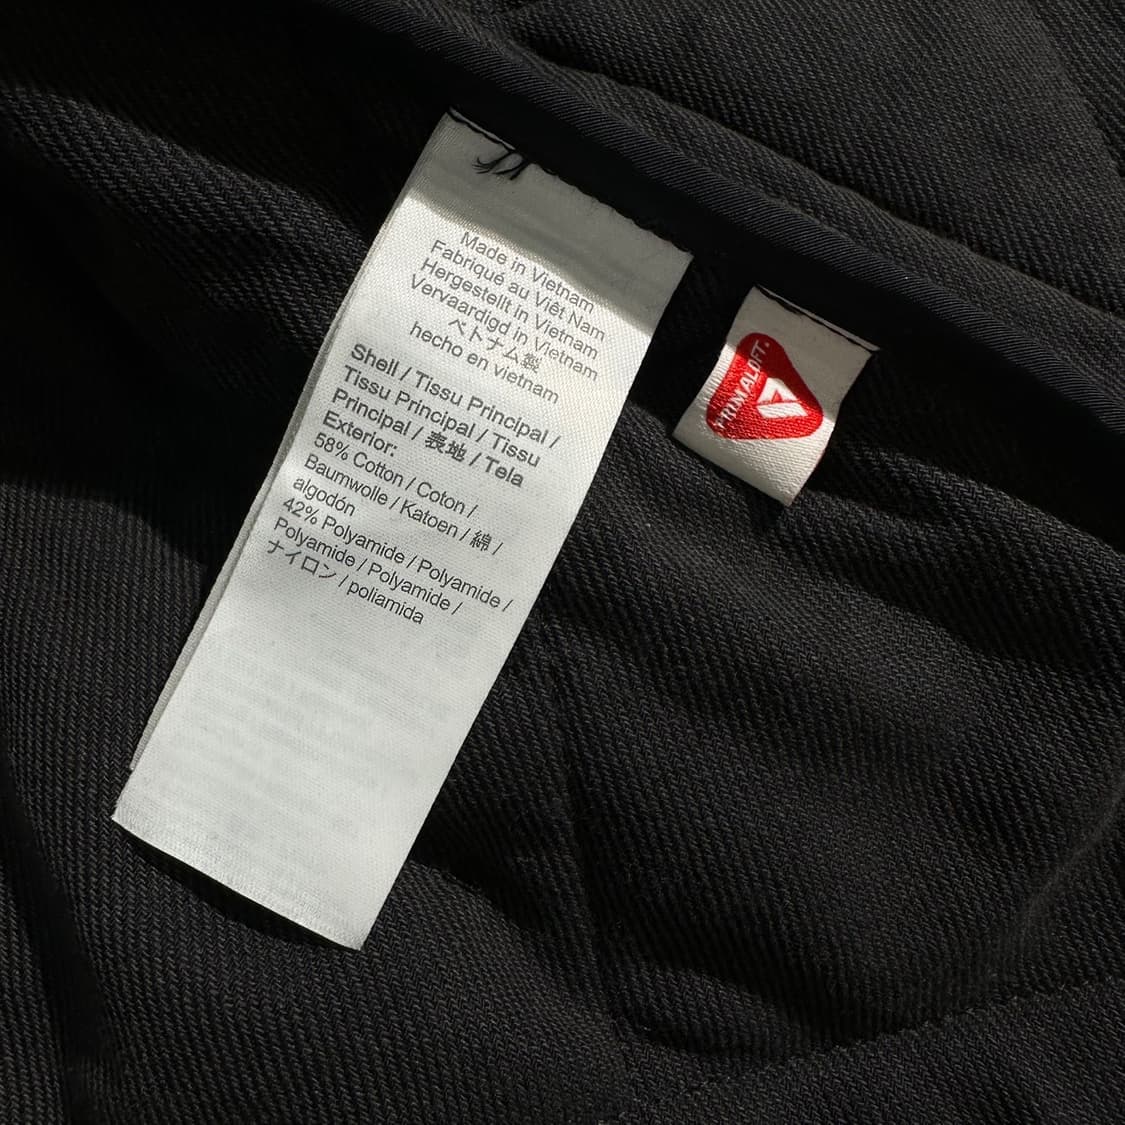 Made in Vietnam
Fabriqué au Viêt Nam
Hergestellt in Vietnam
Vervaardigd in Vietnam
ベトナム製
hecho en vietnam
Shell / Tissu Principal /
Tissu Principal / Tissu
Principal / 表地 / Tela
Exterior:
58% Cotton / Coton /
Baumwolle / Katoen / 綿 /
algodón
42% Polyamide / Polyamide /
Polyamide / Polyamide /
ナイロン / poliamida
PRIMALOFT®